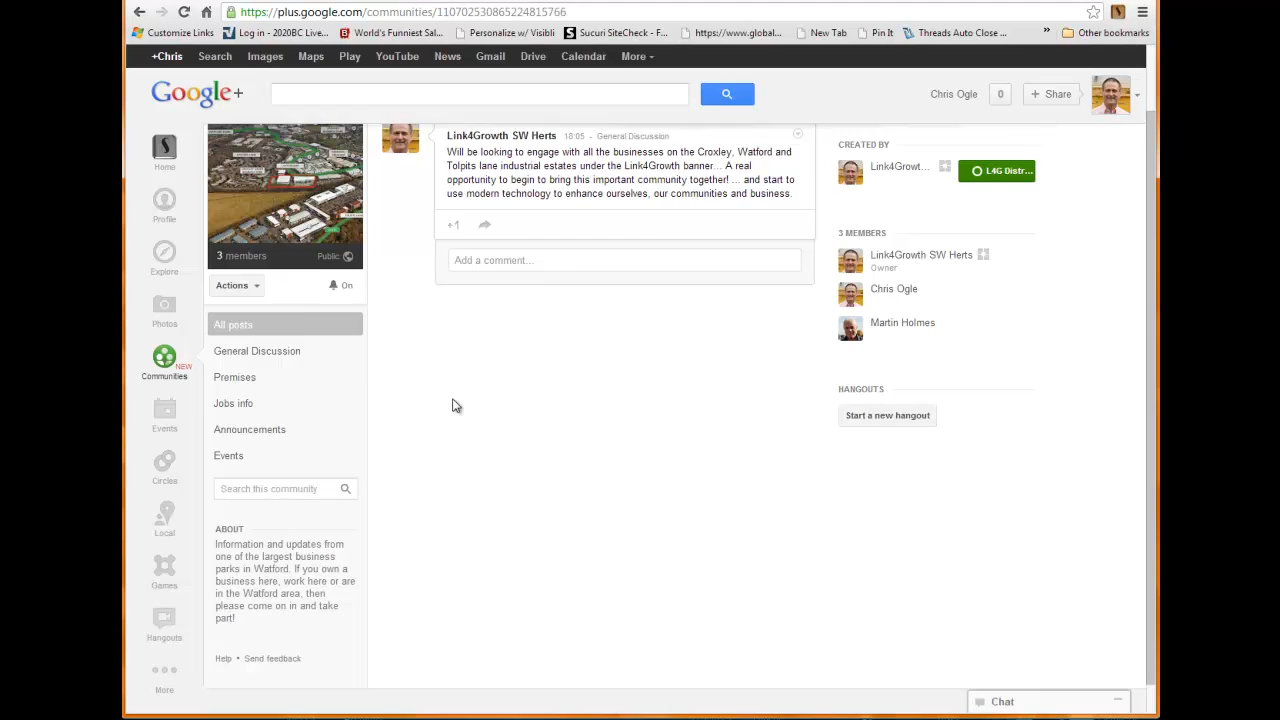 https://plus.google.com/communities/110702530865224815766
Customize Links
Log in - 2020BC Live...
World's Funniest Sal...
Personalize w/ Visibli
Sucuri SiteCheck - F...
https://www.global...
New Tab
Pin It
Threads Auto Close ...
»
Other bookmarks
+Chris Search Images Maps Play YouTube News Gmail Drive Calendar More
Google+
Chris Ogle
0
+ Share
Home
Profile
Explore
Photos
NEW
Communities
Events
Circles
Local
Games
Hangouts
More
3 members
Public
Actions
On
All posts
General Discussion
Premises
Jobs info
Announcements
Events
Search this community
ABOUT
Information and updates from
one of the largest business
parks in Watford. If you own a
business here, work here or are
in the Watford area, then
please come on in and take
part!
Help • Send feedback
Link4Growth SW Herts 18:05 - General Discussion
Will be looking to engage with all the businesses on the Croxley, Watford and
Tolpits lane industrial estates under the Link4Growth banner... A real
opportunity to begin to bring this important community together! ... and start to
use modern technology to enhance ourselves, our communities and business.
+1
Add a comment...
CREATED BY
Link4Growt...
L4G Distr...
3 MEMBERS
Link4Growth SW Herts
Owner
Chris Ogle
Martin Holmes
HANGOUTS
Start a new hangout
Chat